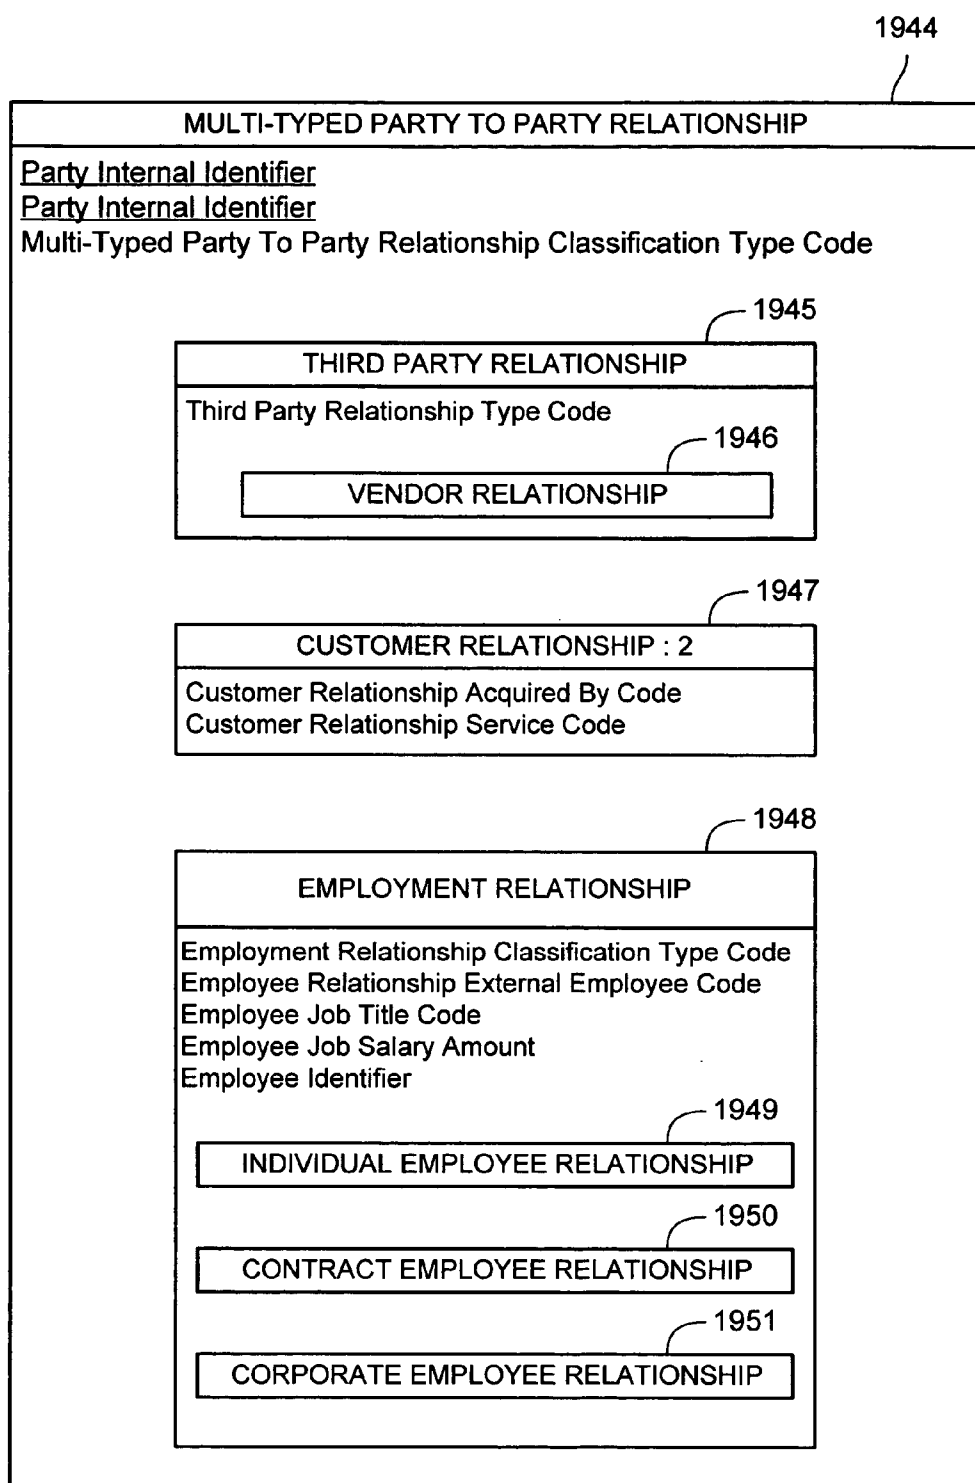 1944
MULTI-TYPED PARTY TO PARTY RELATIONSHIP
Party Internal Identifier
Party Internal Identifier
Multi-Typed Party To Party Relationship Classification Type Code
1945
THIRD PARTY RELATIONSHIP
Third Party Relationship Type Code
1946
VENDOR RELATIONSHIP
1947
CUSTOMER RELATIONSHIP : 2
Customer Relationship Acquired By Code
Customer Relationship Service Code
1948
EMPLOYMENT RELATIONSHIP
Employment Relationship Classification Type Code
Employee Relationship External Employee Code
Employee Job Title Code
Employee Job Salary Amount
Employee Identifier
1949
INDIVIDUAL EMPLOYEE RELATIONSHIP
1950
CONTRACT EMPLOYEE RELATIONSHIP
1951
CORPORATE EMPLOYEE RELATIONSHIP